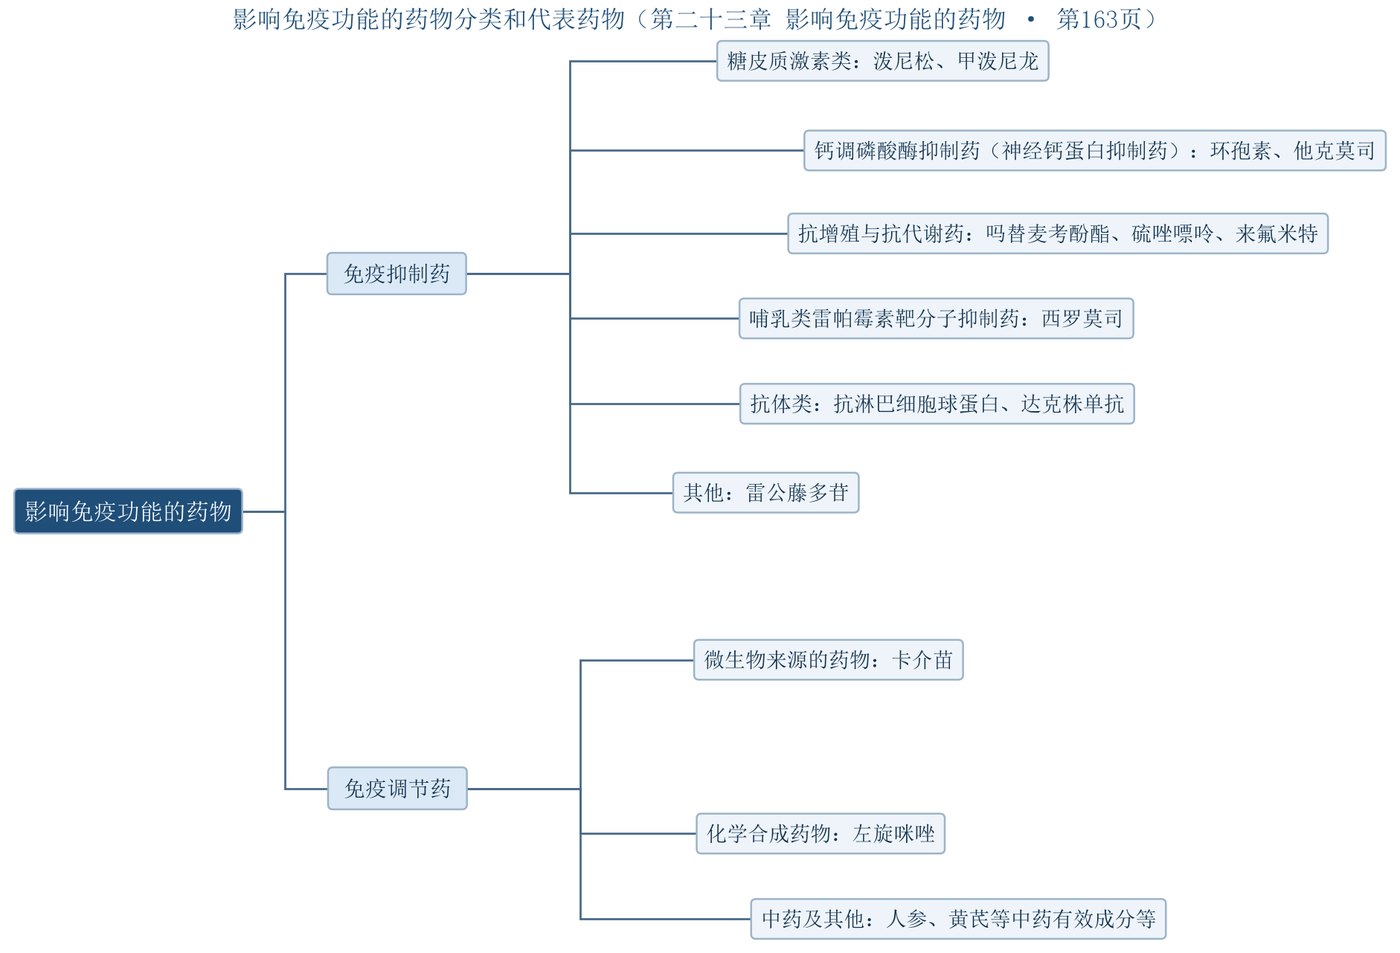 影响免疫功能的药物分类和代表药物（第二十三章 影响免疫功能的药物 • 第163页）
糖皮质激素类：泼尼松、甲泼尼龙
钙调磷酸酶抑制药（神经钙蛋白抑制药）：环孢素、他克莫司
抗增殖与抗代谢药：吗替麦考酚酯、硫唑嘌呤、来氟米特
免疫抑制药
哺乳类雷帕霉素靶分子抑制药：西罗莫司
抗体类：抗淋巴细胞球蛋白、达克株单抗
其他：雷公藤多苷
影响免疫功能的药物
微生物来源的药物：卡介苗
免疫调节药
化学合成药物：左旋咪唑
中药及其他：人参、黄芪等中药有效成分等